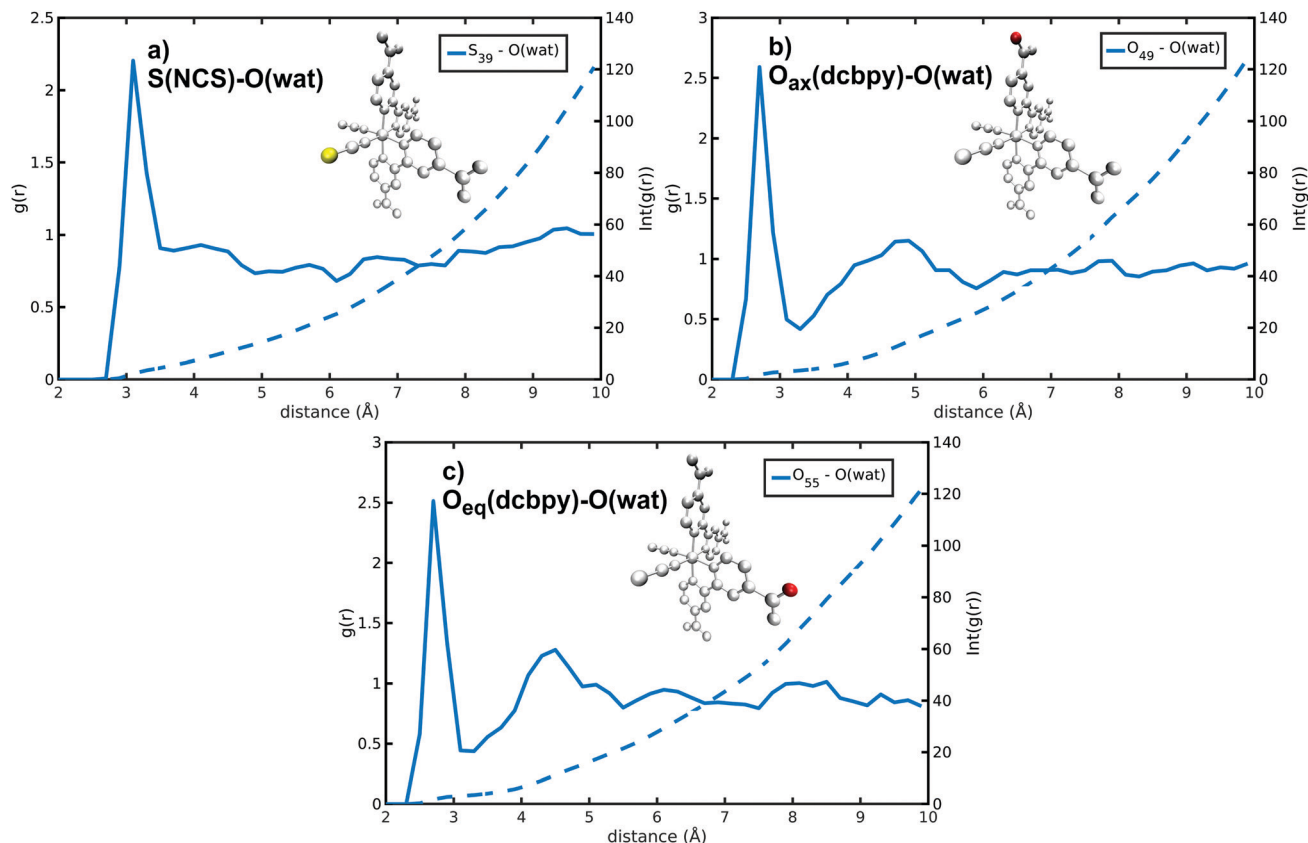 a)
S(NCS)-O(wat)
S39 - O(wat)
g(r)
2.5
2
1.5
1
0.5
0
140
120
100
80
60
40
20
0
Int(g(r))
2 3 4 5 6 7 8 9 10
distance (Å)
b)
Oax(dcbpy)-O(wat)
O49 - O(wat)
g(r)
3
2.5
2
1.5
1
0.5
0
140
120
100
80
60
40
20
0
Int(g(r))
2 3 4 5 6 7 8 9 10
distance (Å)
c)
Oeq(dcbpy)-O(wat)
O55 - O(wat)
g(r)
3
2.5
2
1.5
1
0.5
0
140
120
100
80
60
40
20
0
Int(g(r))
2 3 4 5 6 7 8 9 10
distance (Å)